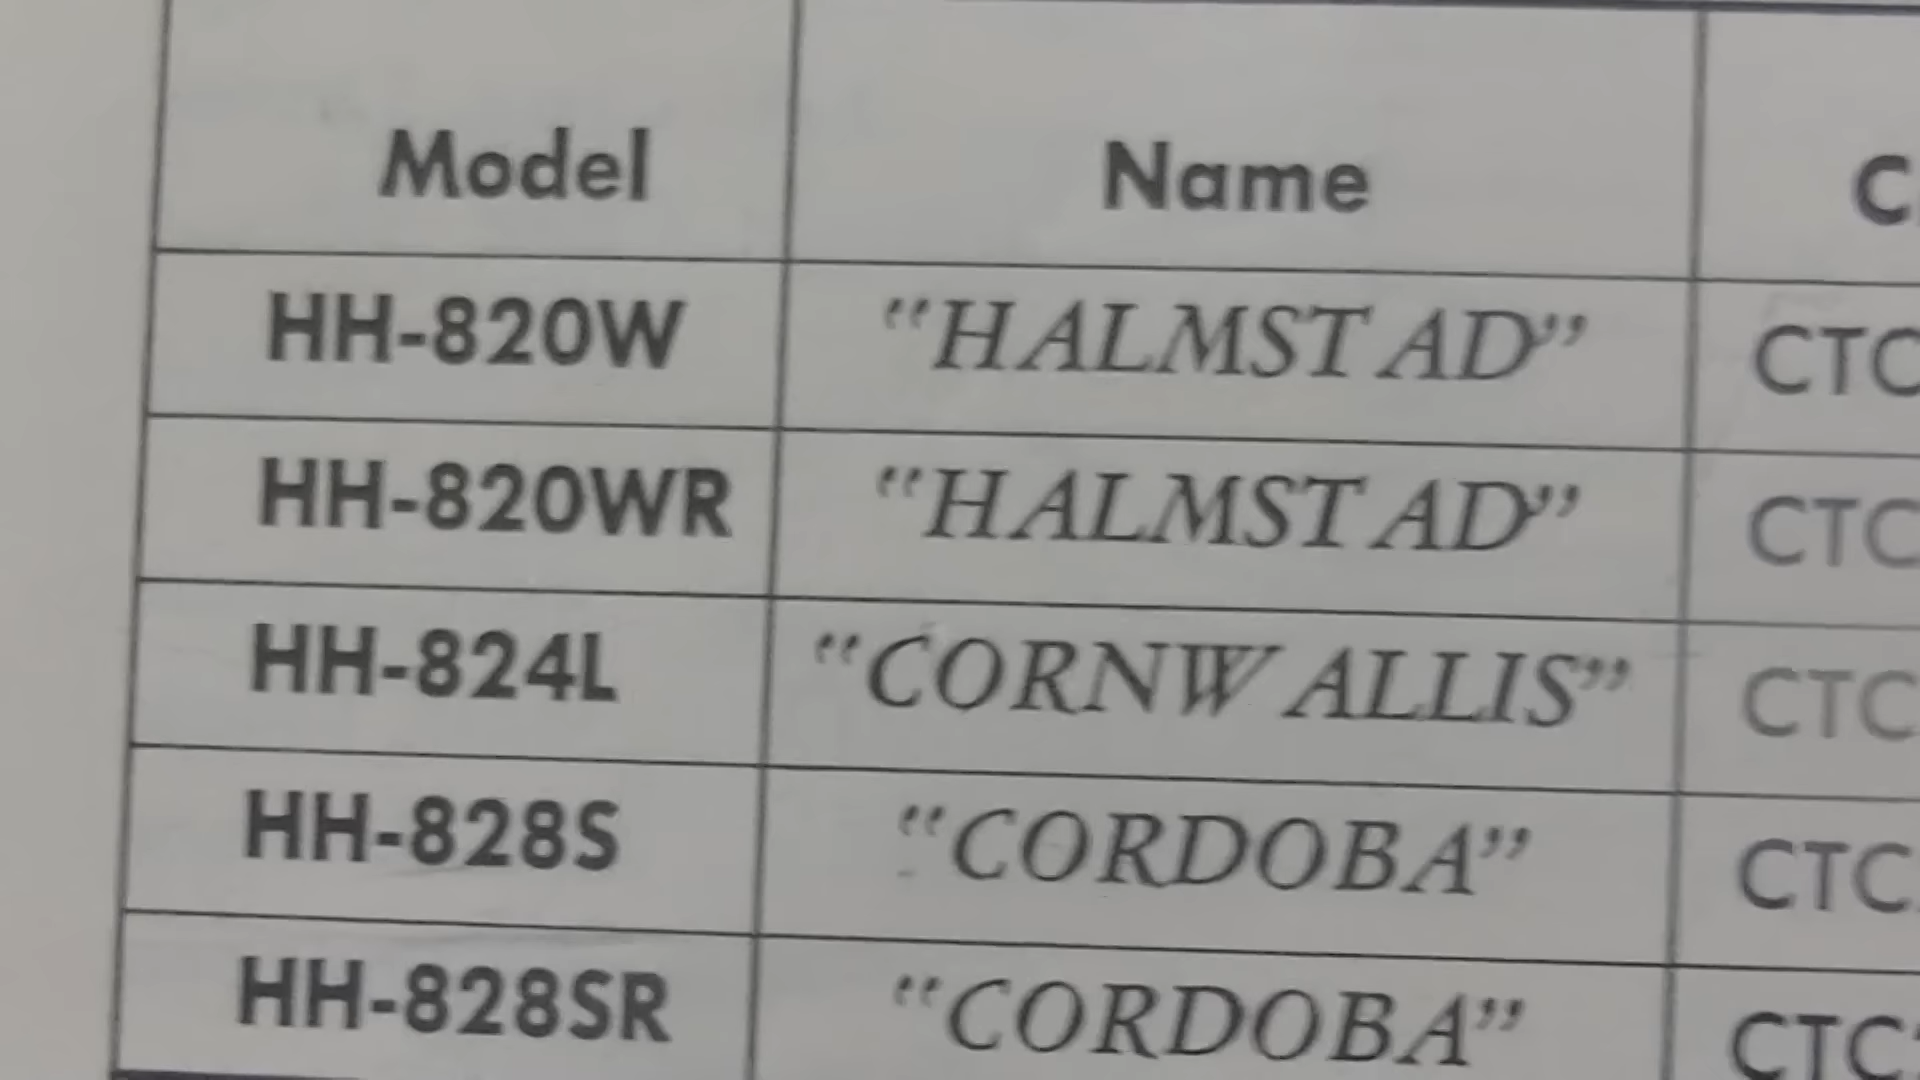 Model Name C
HH-820W "HALMSTAD" CTC
HH-820WR "HALMSTAD" CTC
HH-824L "CORNWALLIS" CTC
HH-828S "CORDOBA" CTC
HH-828SR "CORDOBA" CTC